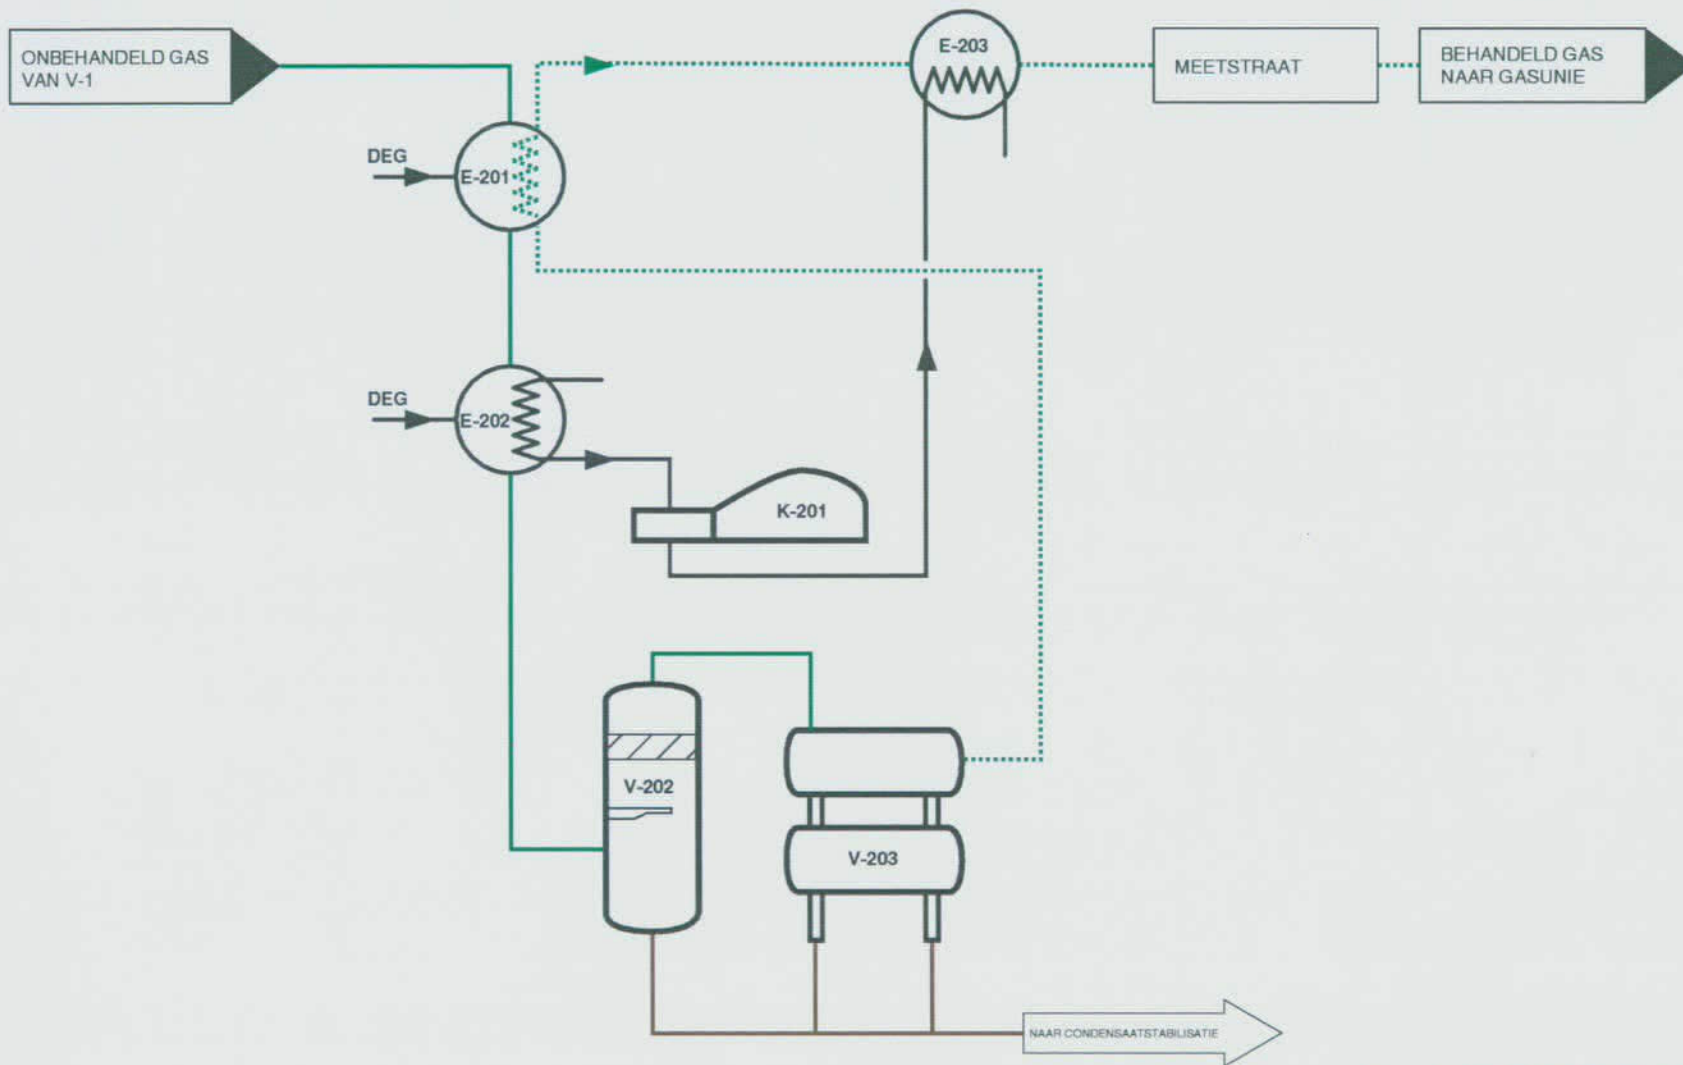 ONBEHANDELD GAS
VAN V-1
E-203
MEETSTRAAT
BEHANDELD GAS
NAAR GASUNIE
DEG
E-201
DEG
E-202
K-201
V-202
V-203
NAAR CONDENSAATSTABILISATIE